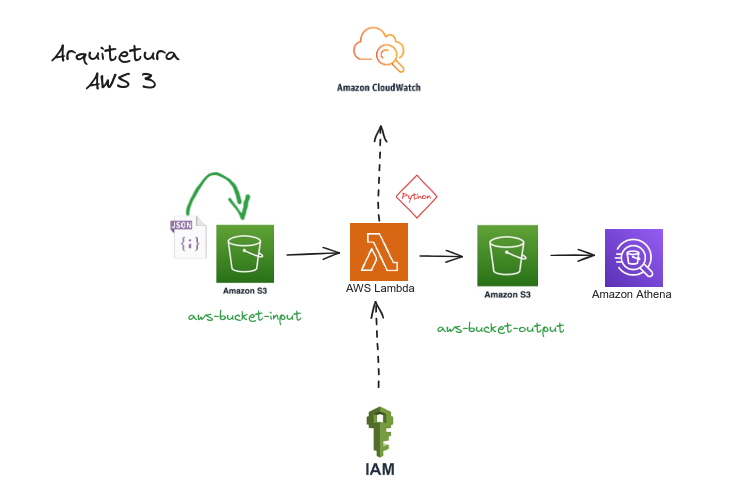 Arquitetura
AWS 3
Amazon CloudWatch
Python
JSON
{;}
Amazon S3
AWS Lambda
Amazon S3
Amazon Athena
aws-bucket-input
aws-bucket-output
IAM